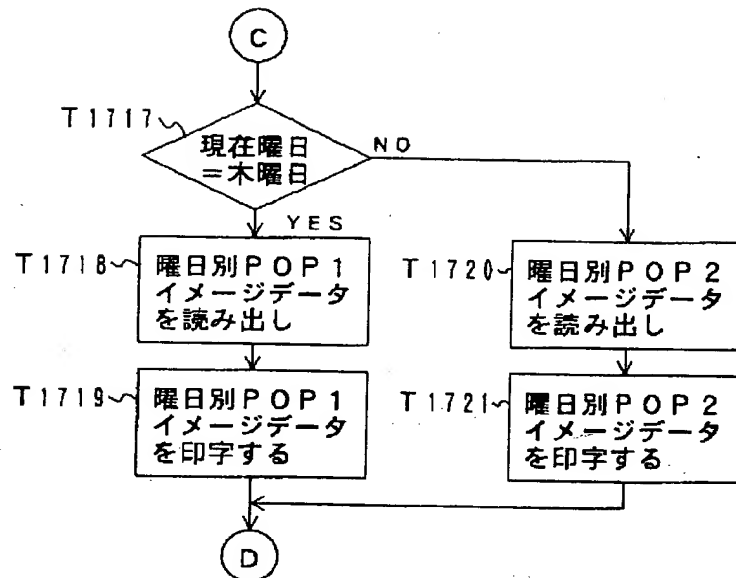 C
T1717
現在曜日
=木曜日
NO
YES
T1718
曜日別POP1
イメージデータ
を読み出し
T1720
曜日別POP2
イメージデータ
を読み出し
T1719
曜日別POP1
イメージデータ
を印字する
T1721
曜日別POP2
イメージデータ
を印字する
D